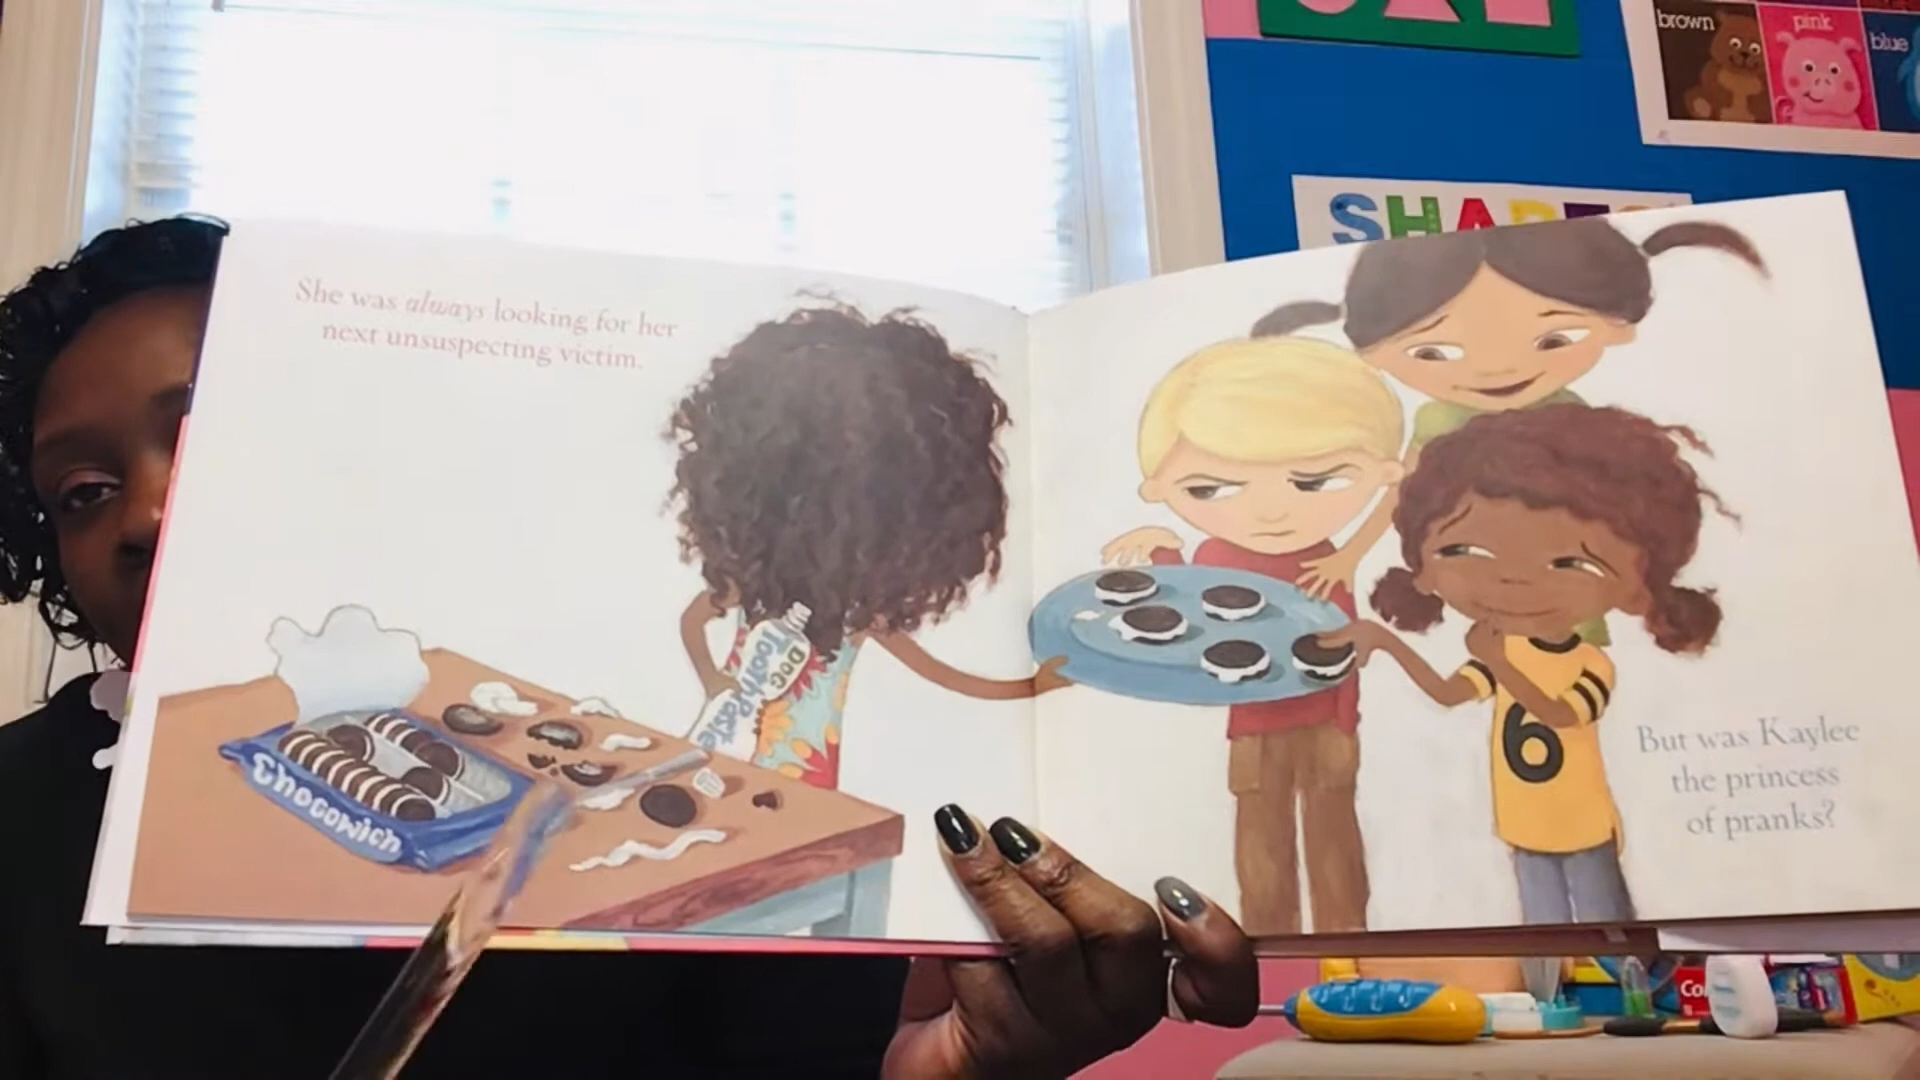 brown
pink
blue
SHAPES
She was always looking for her
next unsuspecting victim.
Doc
ToothPaste
Chocowich
6
But was Kaylee
the princess
of pranks?